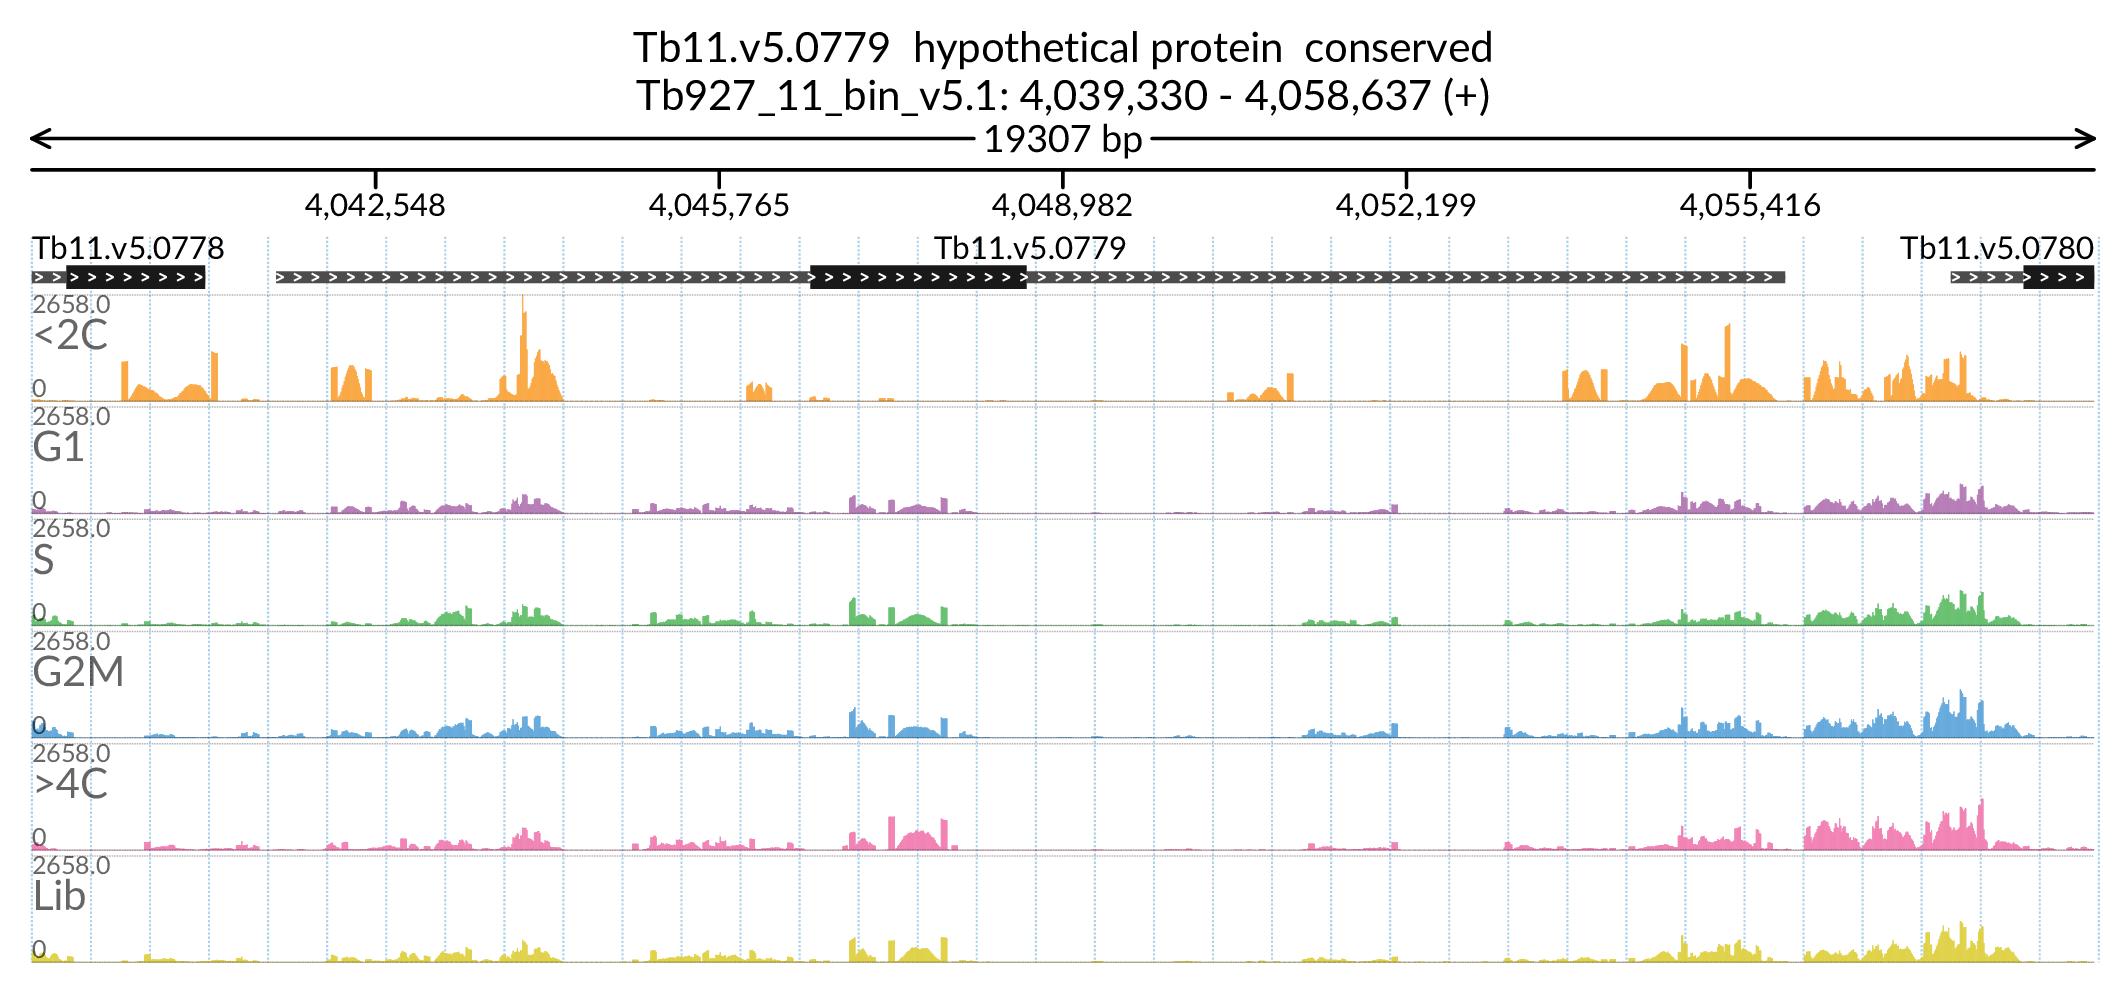 Tb11.v5.0779 hypothetical protein conserved
Tb927_11_bin_v5.1: 4,039,330 - 4,058,637 (+)
19307 bp
4,042,548 4,045,765 4,048,982 4,052,199 4,055,416
Tb11.v5.0778 Tb11.v5.0779 Tb11.v5.0780
2658.0
<2C
0
2658.0
G1
0
2658.0
S
0
2658.0
G2M
0
2658.0
>4C
0
2658.0
Lib
0